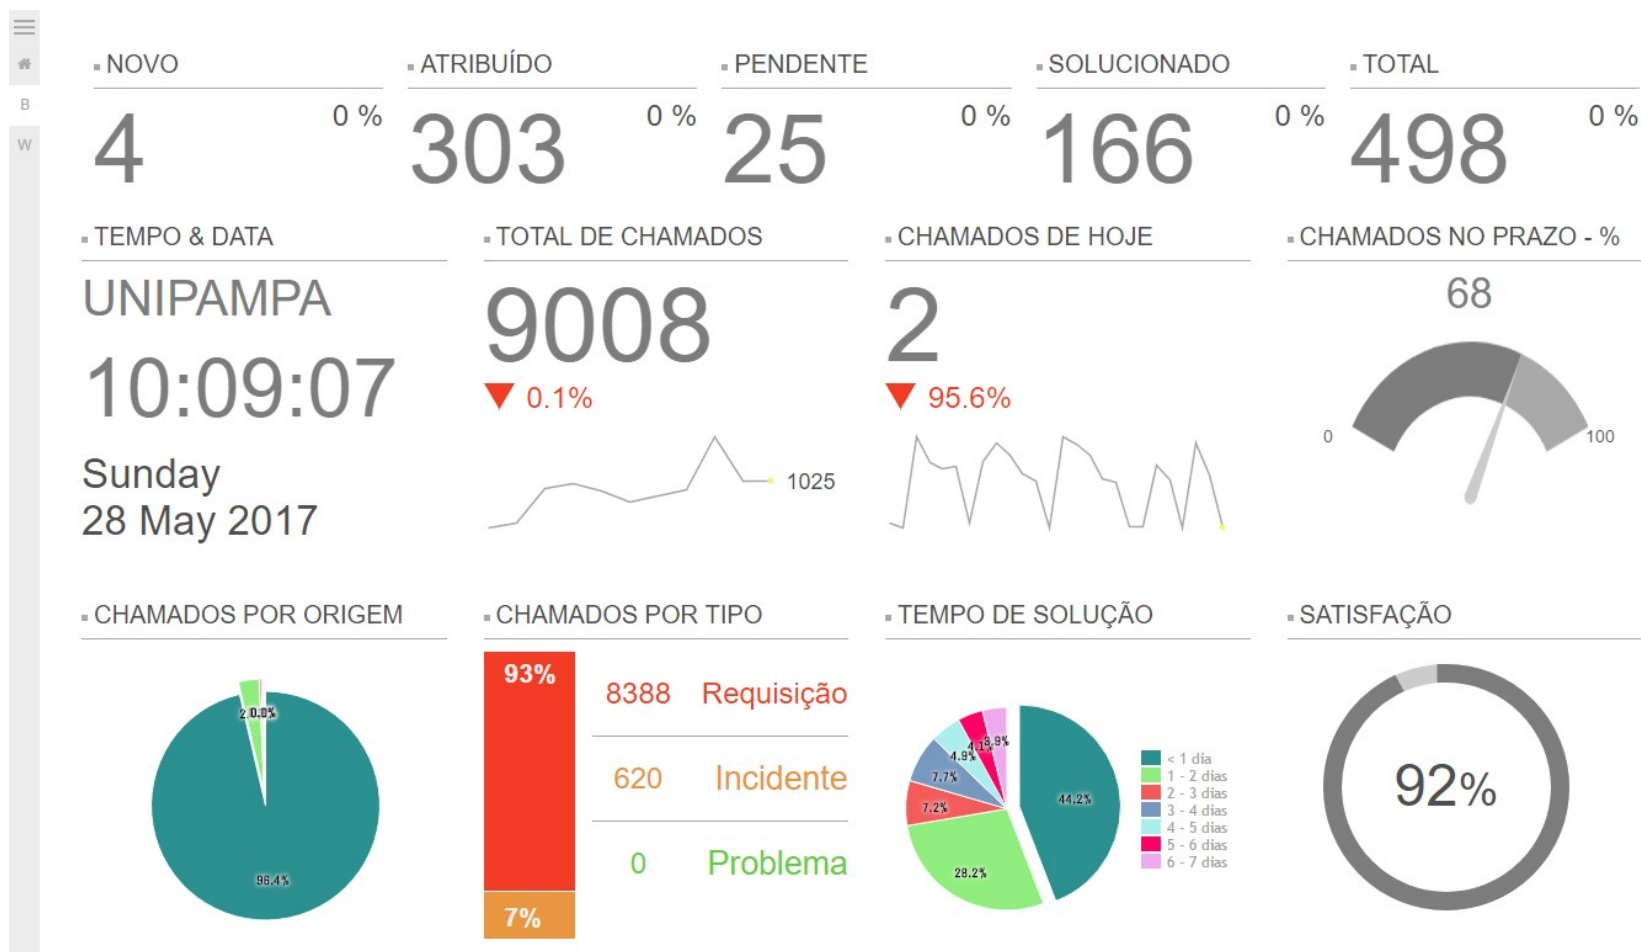 NOVO
4
0 %
ATRIBUÍDO
303
0 %
PENDENTE
25
0 %
SOLUCIONADO
166
0 %
TOTAL
498
0 %
B
W
TEMPO & DATA
UNIPAMPA
10:09:07
Sunday
28 May 2017
TOTAL DE CHAMADOS
9008
0.1%
1025
CHAMADOS DE HOJE
2
95.6%
CHAMADOS NO PRAZO - %
68
0
100
CHAMADOS POR ORIGEM
96.4%
CHAMADOS POR TIPO
93%
7%
8388 Requisição
620 Incidente
0 Problema
TEMPO DE SOLUÇÃO
44.2%
28.2%
7.2%
7.7%
4.9%
4.1%
< 1 dia
1 - 2 dias
2 - 3 dias
3 - 4 dias
4 - 5 dias
5 - 6 dias
6 - 7 dias
SATISFAÇÃO
92%